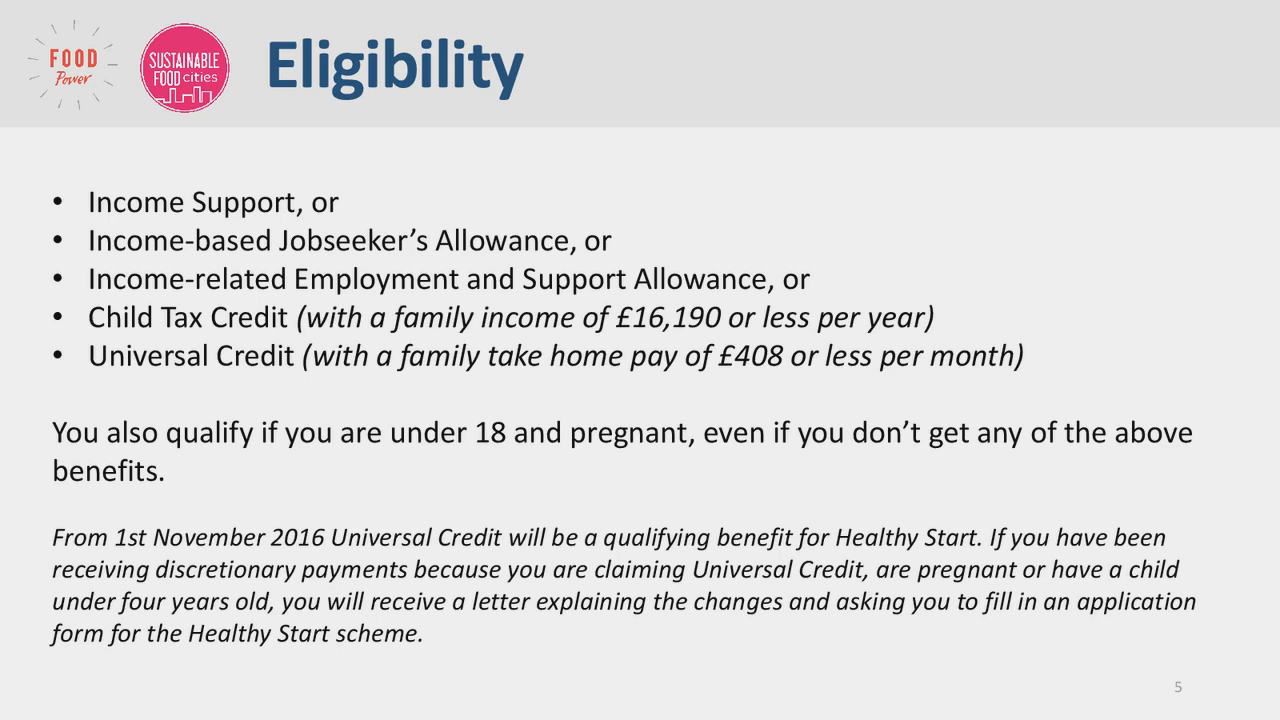 FOOD
Power
SUSTAINABLE
FOOD cities
Eligibility
• Income Support, or
• Income-based Jobseeker’s Allowance, or
• Income-related Employment and Support Allowance, or
• Child Tax Credit (with a family income of £16,190 or less per year)
• Universal Credit (with a family take home pay of £408 or less per month)
You also qualify if you are under 18 and pregnant, even if you don’t get any of the above
benefits.
From 1st November 2016 Universal Credit will be a qualifying benefit for Healthy Start. If you have been
receiving discretionary payments because you are claiming Universal Credit, are pregnant or have a child
under four years old, you will receive a letter explaining the changes and asking you to fill in an application
form for the Healthy Start scheme.
5